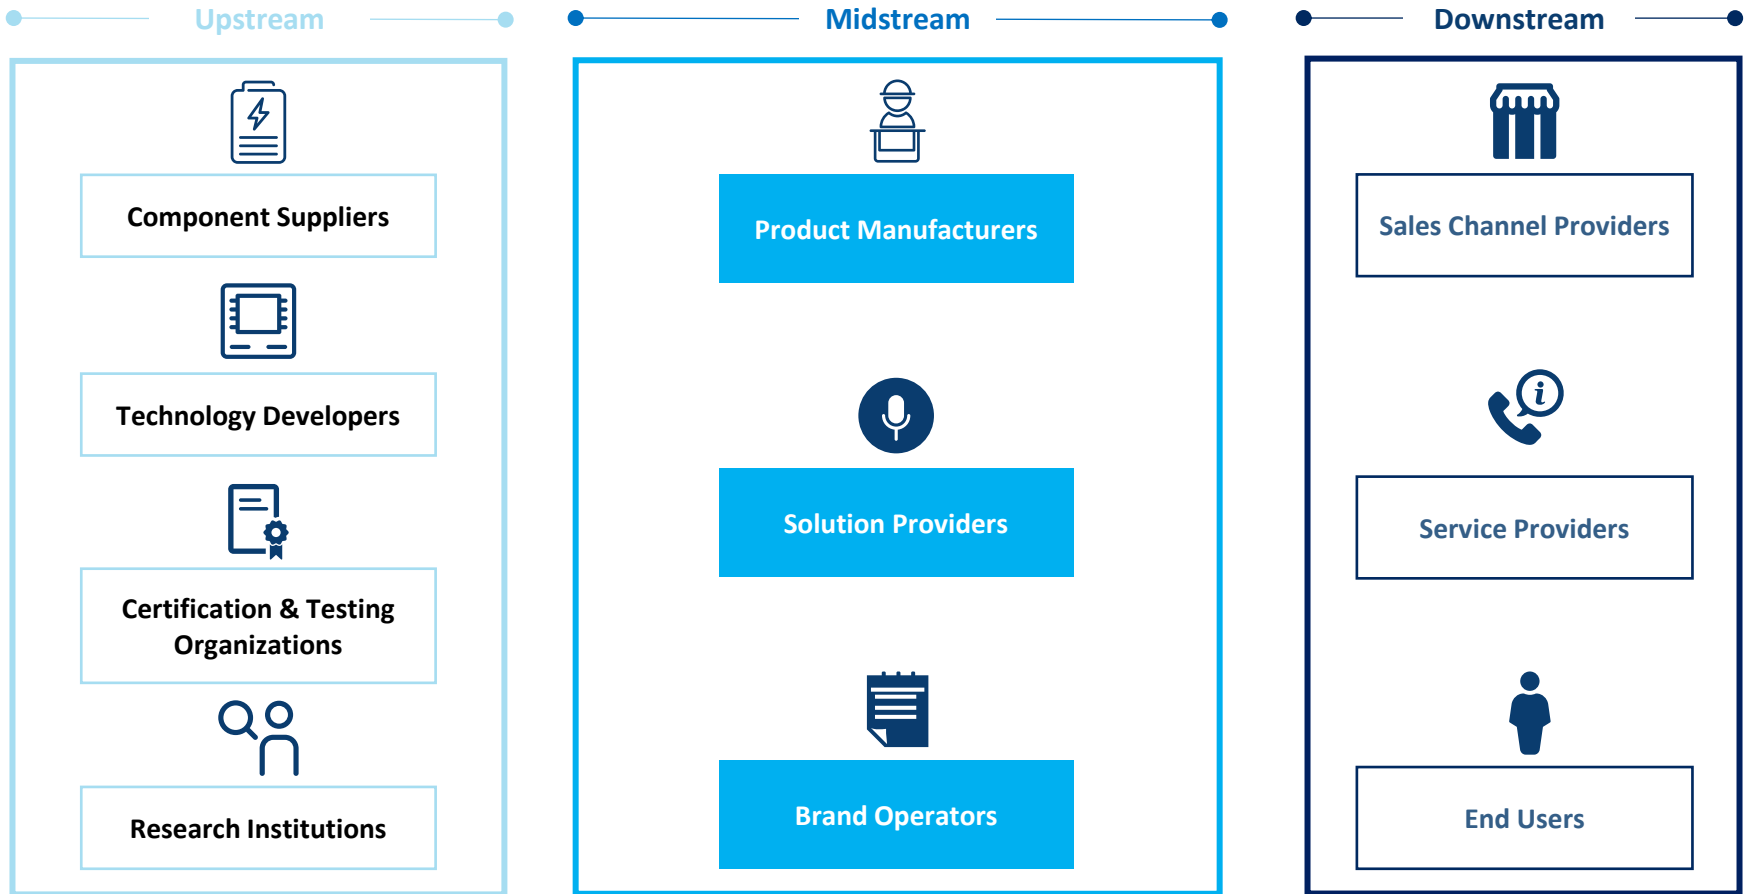 Upstream
Midstream
Downstream
Component Suppliers
Technology Developers
Certification & Testing
Organizations
Research Institutions
Product Manufacturers
Solution Providers
Brand Operators
Sales Channel Providers
i
Service Providers
End Users